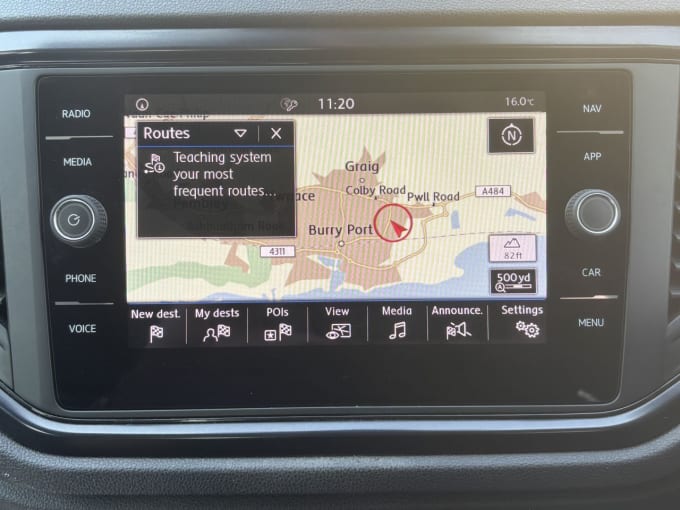 RADIO
MEDIA
PHONE
VOICE
NAV
APP
CAR
MENU
11:20
16.0°C
Routes
Teaching system
your most
frequent routes...
Graig
Colby Road
Pwll Road
A484
Burry Port
4311
N
82ft
500 yd
New dest.
My dests
POIs
View
Media
Announce.
Settings